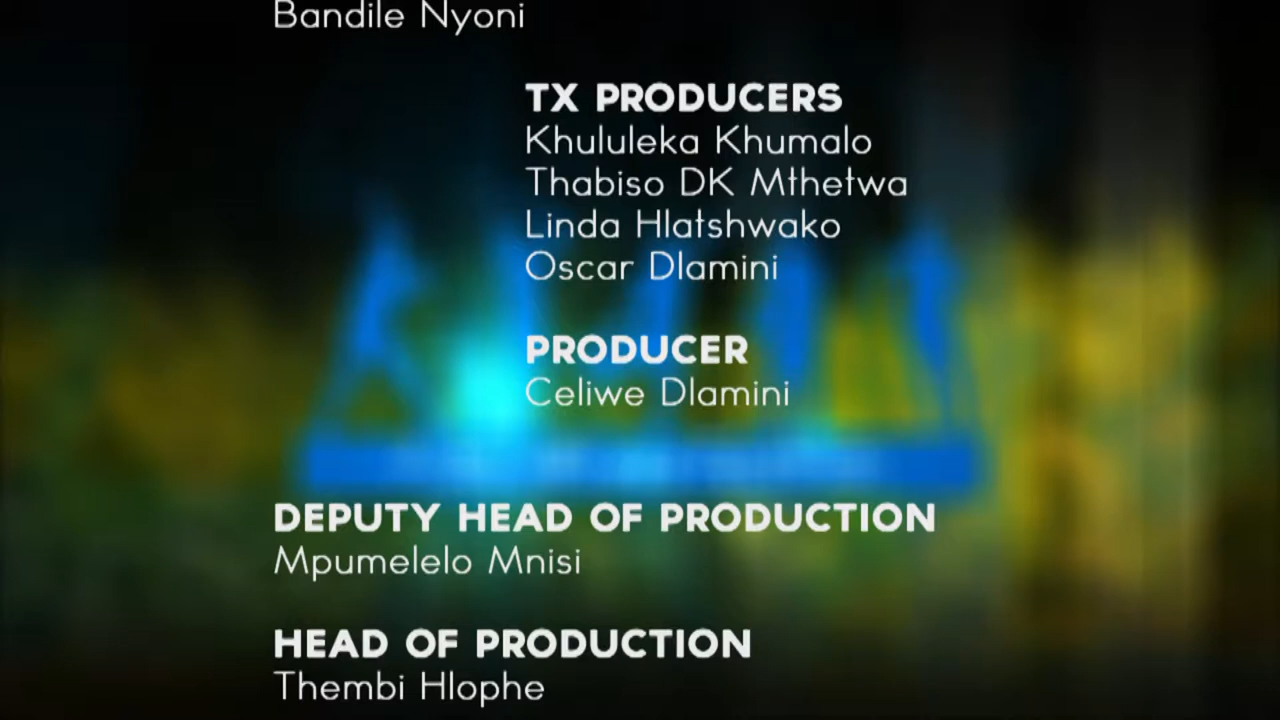 Bandile Nyoni
TX PRODUCERS
Khululeka Khumalo
Thabiso DK Mthetwa
Linda Hlatshwako
Oscar Dlamini
PRODUCER
Celiwe Dlamini
DEPUTY HEAD OF PRODUCTION
Mpumelelo Mnisi
HEAD OF PRODUCTION
Thembi Hlophe